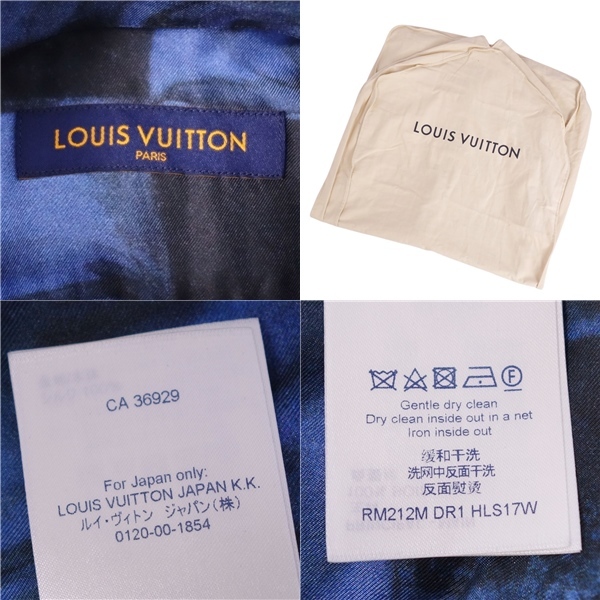 LOUIS VUITTON
PARIS
LOUIS VUITTON
CA 36929
For Japan only:
LOUIS VUITTON JAPAN K.K.
ルイ・ヴィトン ジャパン(株)
0120-00-1854
Gentle dry clean
Dry clean inside out in a net
Iron inside out
缓和干洗
洗网中反面干洗
反面熨烫
RM212M DR1 HLS17W